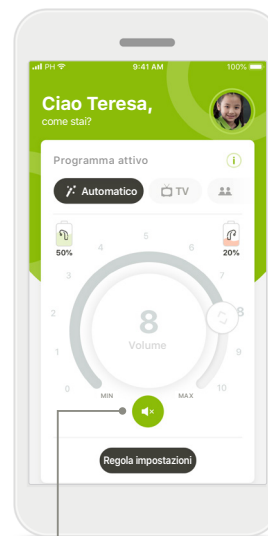 PH 9:41 AM 100%
Ciao Teresa,
come stai?
Programma attivo i
Automatico TV
50% 20%
5
4 6
3 7
2 8
8
Volume
1 9
0 10
MIN MAX
Regola impostazioni